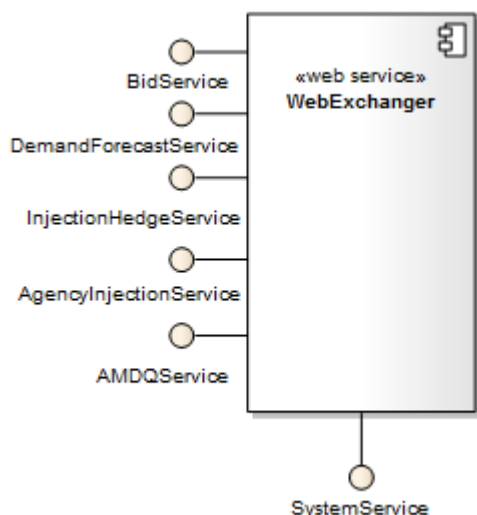 «web service»
WebExchanger
BidService
DemandForecastService
InjectionHedgeService
AgencyInjectionService
AMDQService
SystemService